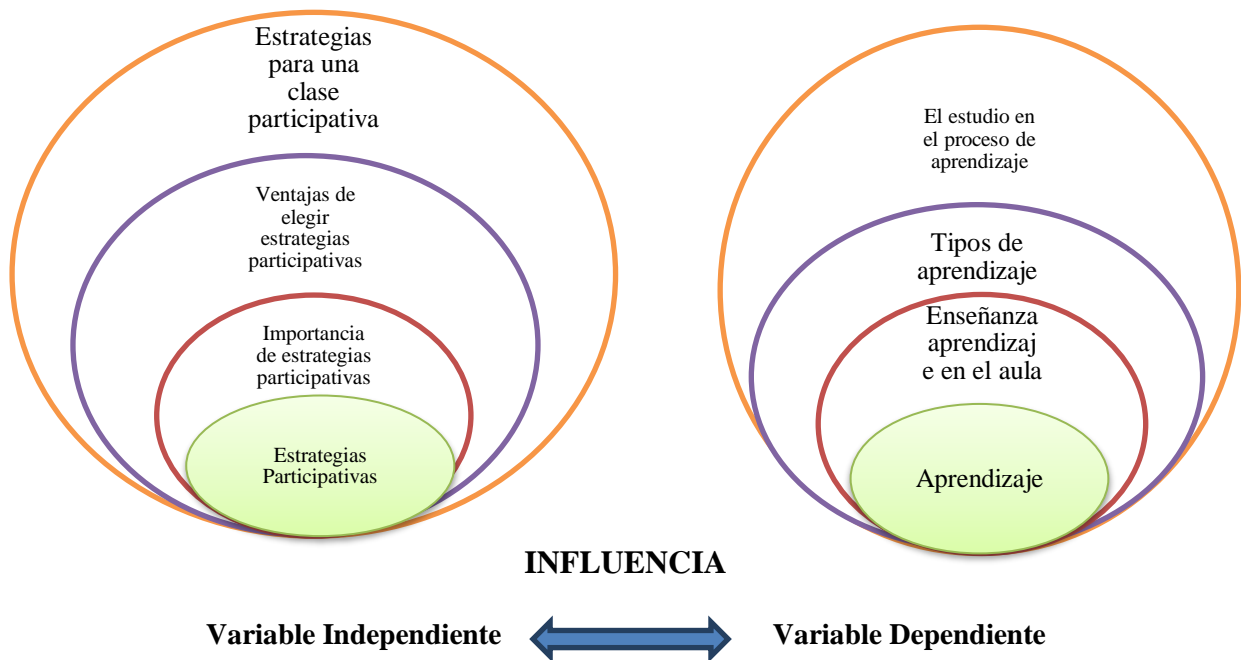 Estrategias
para una
clase
participativa
Ventajas de
elegir
estrategias
participativas
Importancia
de estrategias
participativas
Estrategias
Participativas
El estudio en
el proceso de
aprendizaje
Tipos de
aprendizaje
Enseñanza
aprendizaj
e en el aula
Aprendizaje
INFLUENCIA
Variable Independiente
Variable Dependiente